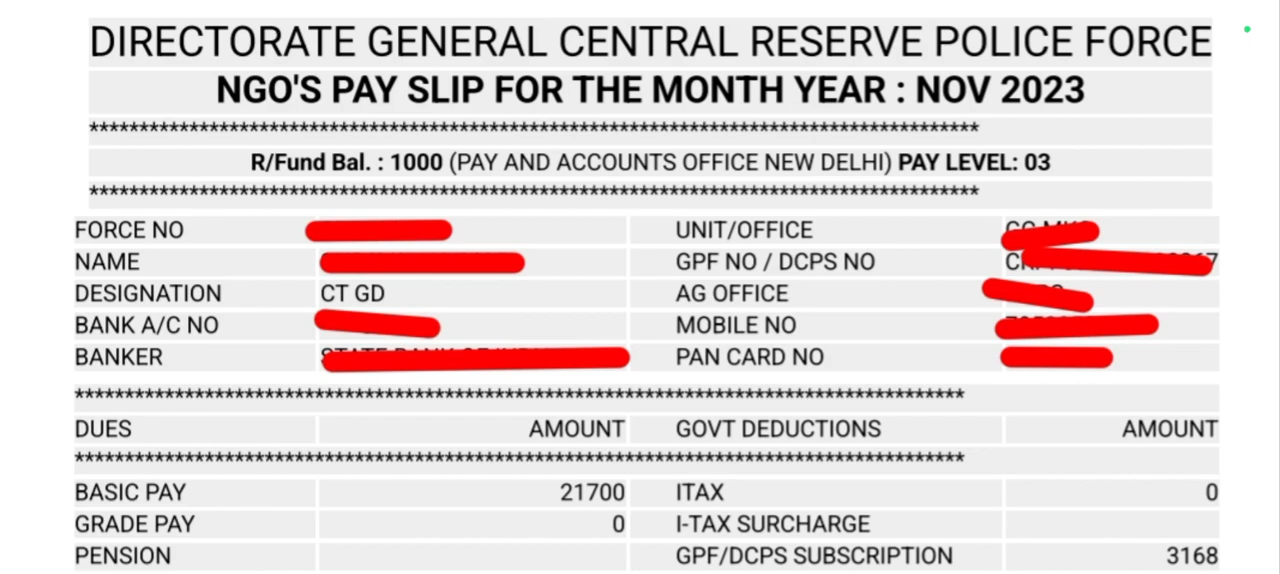 DIRECTORATE GENERAL CENTRAL RESERVE POLICE FORCE
NGO'S PAY SLIP FOR THE MONTH YEAR : NOV 2023
*****************************************************************************************
R/Fund Bal. : 1000 (PAY AND ACCOUNTS OFFICE NEW DELHI) PAY LEVEL: 03
*****************************************************************************************
FORCE NO UNIT/OFFICE
NAME GPF NO / DCPS NO
DESIGNATION CT GD AG OFFICE
BANK A/C NO MOBILE NO
BANKER PAN CARD NO
*****************************************************************************************
DUES AMOUNT GOVT DEDUCTIONS AMOUNT
*****************************************************************************************
BASIC PAY 21700 ITAX 0
GRADE PAY 0 I-TAX SURCHARGE
PENSION GPF/DCPS SUBSCRIPTION 3168